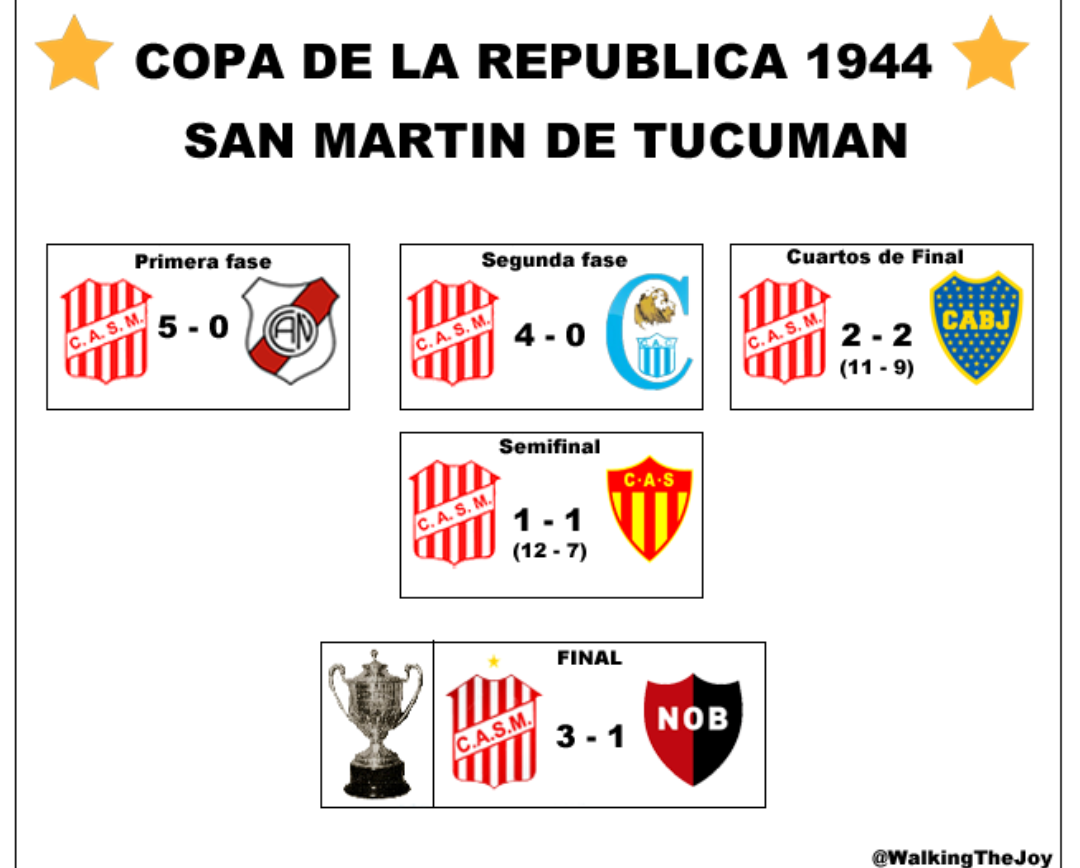 COPA DE LA REPUBLICA 1944
SAN MARTIN DE TUCUMAN
Primera fase
C. A. S. M.
5 - 0
CAN
Segunda fase
C. A. S. M.
4 - 0
C
Cuartos de Final
C. A. S. M.
2 - 2
(11 - 9)
CABJ
Semifinal
C. A. S. M.
1 - 1
(12 - 7)
C·A·S
FINAL
C.A.S.M.
3 - 1
NOB
@WalkingTheJoy